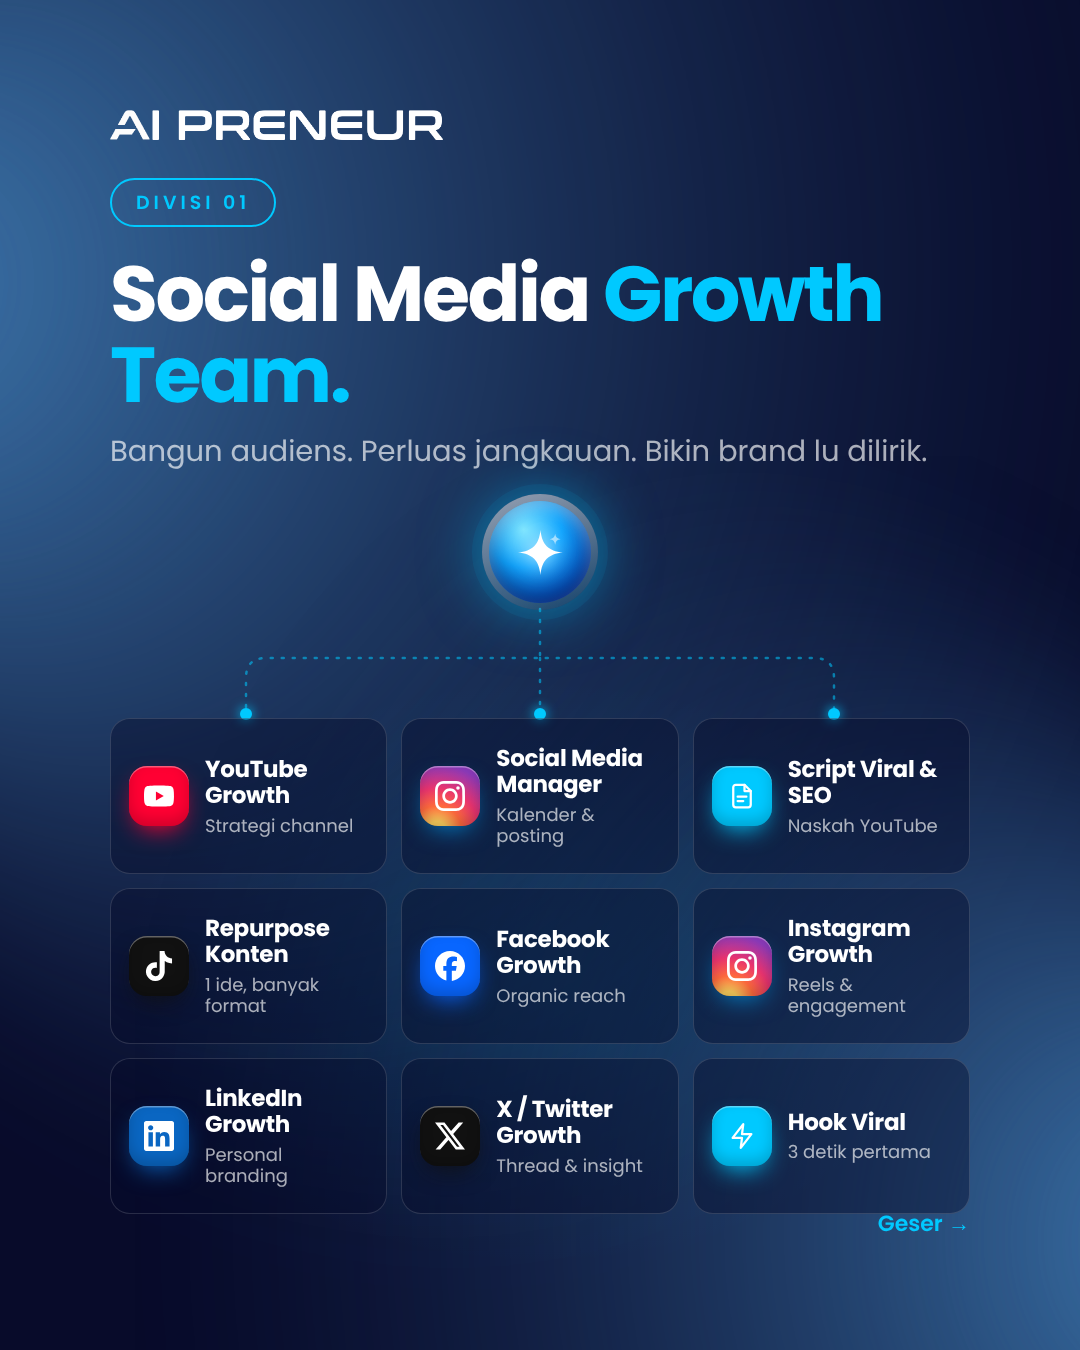 AI PRENEUR
DIVISI 01
Social Media Growth
Team.
Bangun audiens. Perluas jangkauan. Bikin brand lu dilirik.
YouTube
Growth
Strategi channel
Social Media
Manager
Kalender &
posting
Script Viral &
SEO
Naskah YouTube
Repurpose
Konten
1 ide, banyak
format
Facebook
Growth
Organic reach
Instagram
Growth
Reels &
engagement
LinkedIn
Growth
Personal
branding
X / Twitter
Growth
Thread & insight
Hook Viral
3 detik pertama
Geser →